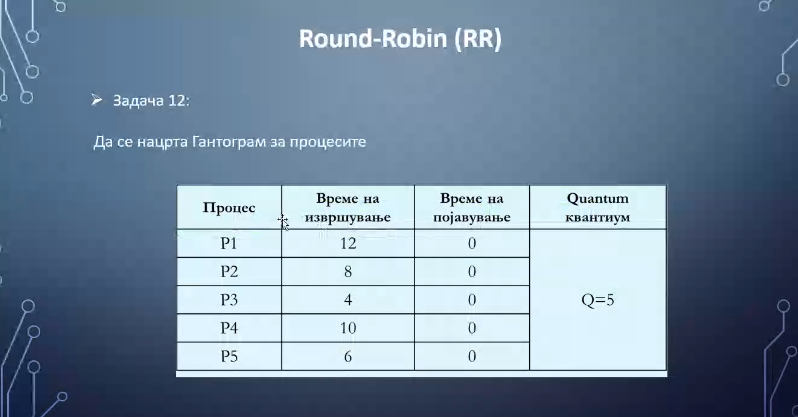 Round-Robin (RR)
Задача 12:
Да се нацрта Гантограм за процесите
Процес Време на извршување Време на појавување Quantum квантиум
P1 12 0
P2 8 0
P3 4 0 Q=5
P4 10 0
P5 6 0